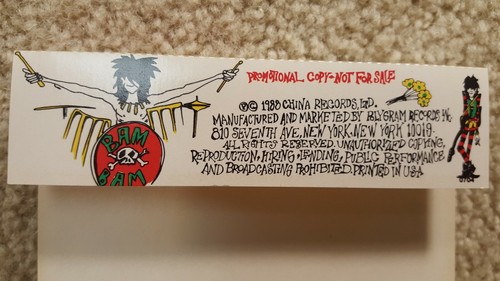 PROMOTIONAL COPY-NOT FOR SALE
℗© 1988 CHINA RECORDS, LTD.
MANUFACTURED AND MARKETED BY POLYGRAM RECORDS INC.
810 SEVENTH AVE, NEW YORK, NEW YORK 10019.
ALL RIGHTS RESERVED. UNAUTHORIZED COPYING,
REPRODUCTION, HIRING LENDING, PUBLIC PERFORMANCE
AND BROADCASTING PROHIBITED. PRINTED IN U.S.A
BAM
BAM
0704